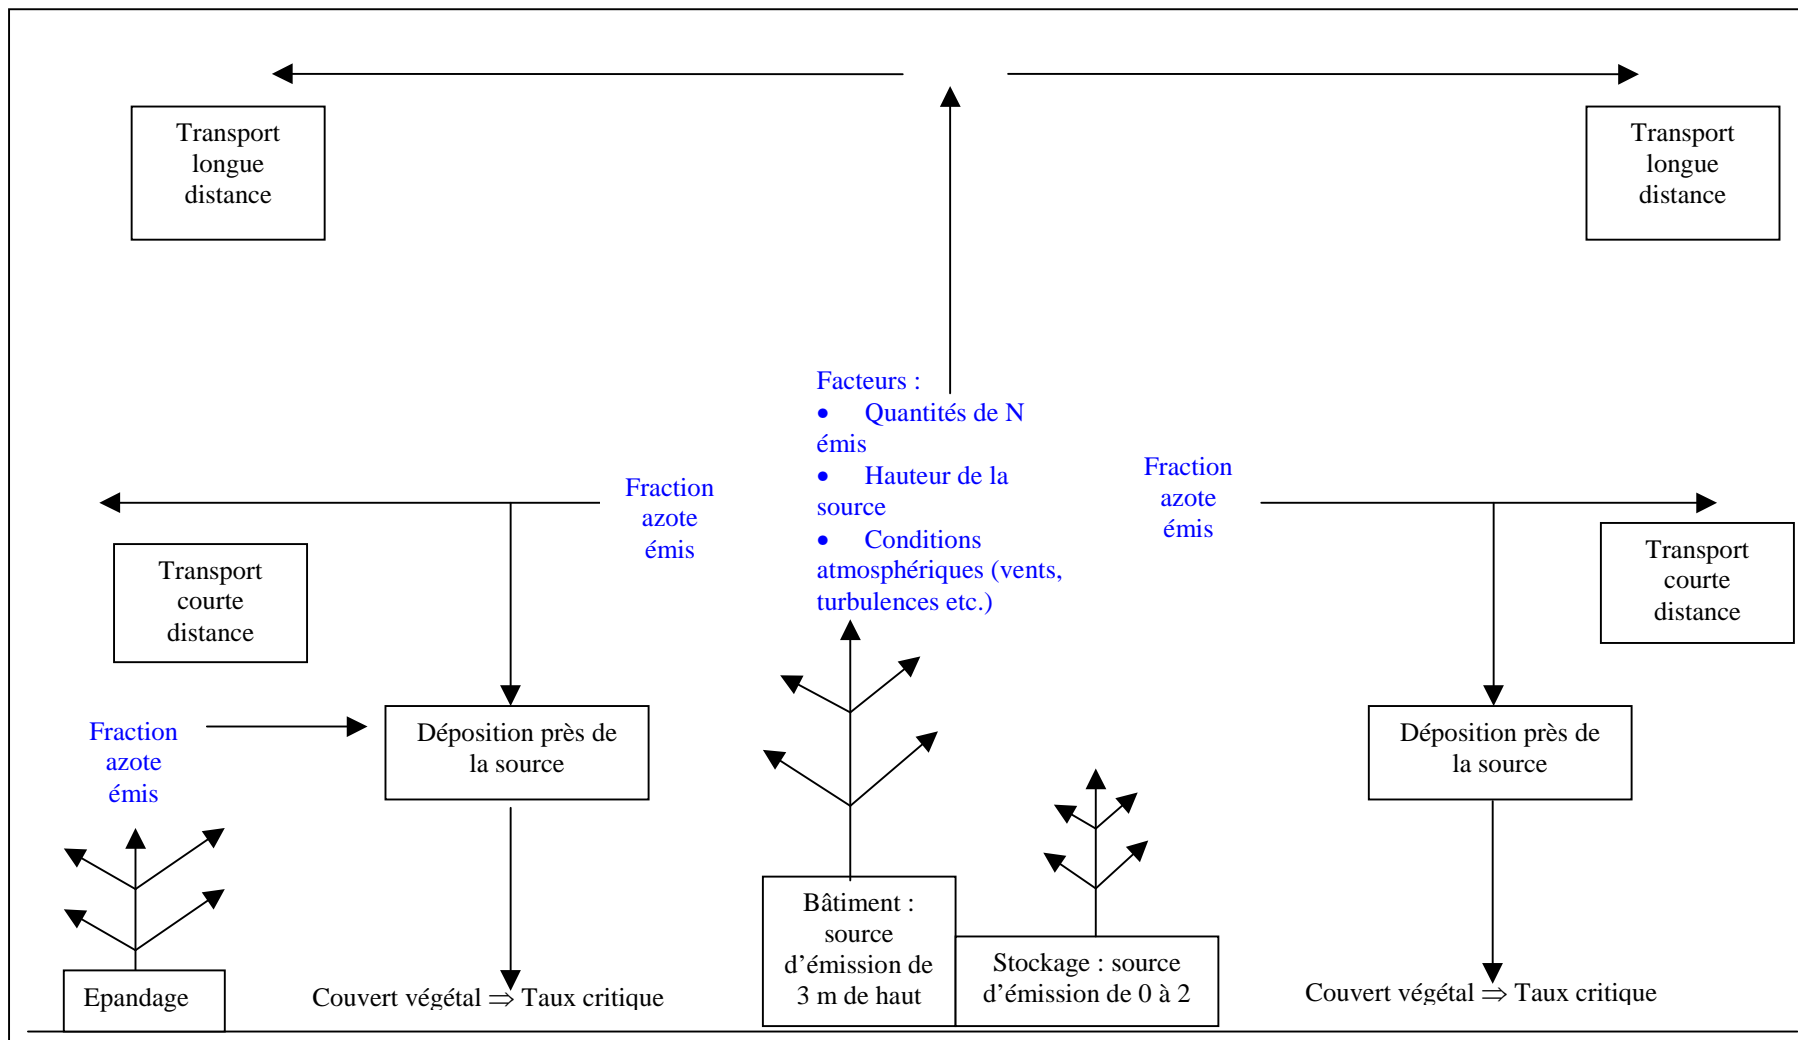 Transport
longue
distance
Transport
longue
distance
Facteurs :
• Quantités de N
émis
• Hauteur de la
source
• Conditions
atmosphériques (vents,
turbulences etc.)
Fraction
azote
émis
Fraction
azote
émis
Transport
courte
distance
Transport
courte
distance
Fraction
azote
émis
Déposition près de
la source
Déposition près de
la source
Epandage
Couvert végétal ⇒ Taux critique
Bâtiment :
source
d'émission de
3 m de haut
Stockage : source
d'émission de 0 à 2
Couvert végétal ⇒ Taux critique